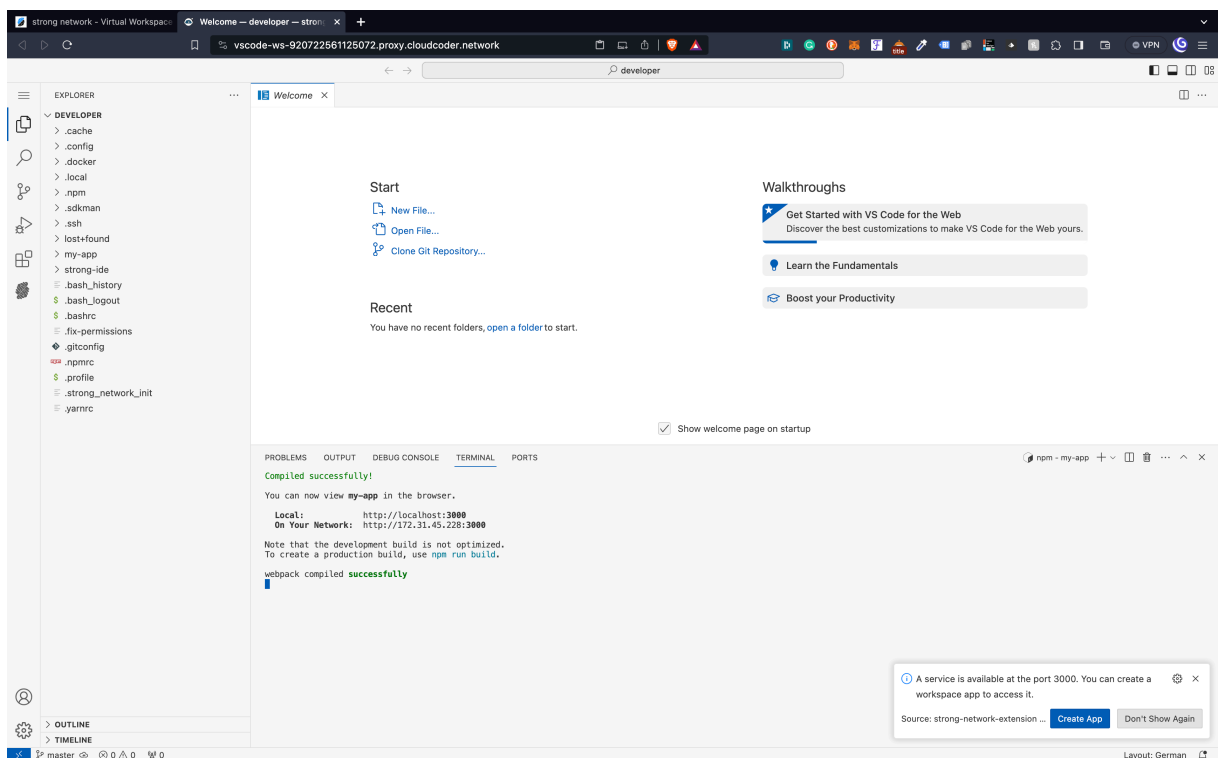 strong network - Virtual Workspace
Welcome — developer — stron
vscode-ws-920722561125072.proxy.cloudcoder.network
title
VPN
developer
EXPLORER
Welcome
DEVELOPER
.cache
.config
.docker
.local
.npm
.sdkman
.ssh
lost+found
my-app
strong-ide
.bash_history
.bash_logout
.bashrc
.fix-permissions
.gitconfig
.npmrc
.profile
.strong_network_init
.yarnrc
OUTLINE
TIMELINE
Start
New File...
Open File...
Clone Git Repository...
Recent
You have no recent folders, open a folder to start.
Walkthroughs
Get Started with VS Code for the Web
Discover the best customizations to make VS Code for the Web yours.
Learn the Fundamentals
Boost your Productivity
Show welcome page on startup
PROBLEMS OUTPUT DEBUG CONSOLE TERMINAL PORTS
npm - my-app
Compiled successfully!
You can now view my-app in the browser.
Local: http://localhost:3000
On Your Network: http://172.31.45.228:3000
Note that the development build is not optimized.
To create a production build, use npm run build.
webpack compiled successfully
A service is available at the port 3000. You can create a
workspace app to access it.
Source: strong-network-extension ...
Create App
Don't Show Again
master 0 0 0
Layout: German